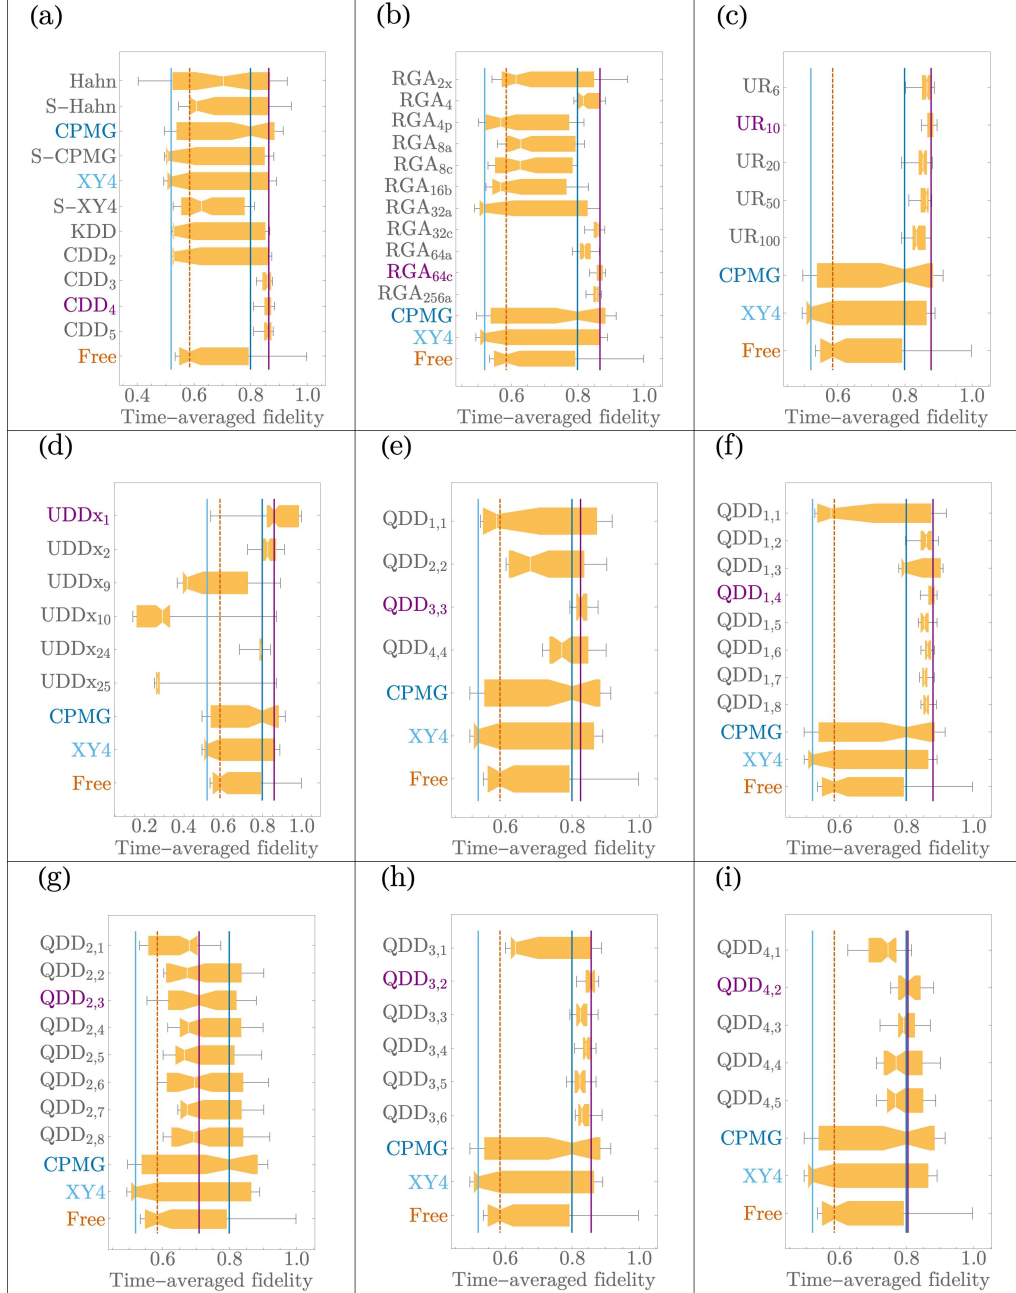 (a)
Hahn
S−Hahn
CPMG
S−CPMG
XY4
S−XY4
KDD
CDD₂
CDD₃
CDD₄
CDD₅
Free
0.4 0.6 0.8 1.0
Time−averaged fidelity
(b)
RGA₂ₓ
RGA₄
RGA₄ₚ
RGA₈ₐ
RGA₈c
RGA₁₆b
RGA₃₂ₐ
RGA₃₂c
RGA₆₄ₐ
RGA₆₄c
RGA₂₅₆ₐ
CPMG
XY4
Free
0.6 0.8 1.0
Time−averaged fidelity
(c)
UR₆
UR₁₀
UR₂₀
UR₅₀
UR₁₀₀
CPMG
XY4
Free
0.6 0.8 1.0
Time−averaged fidelity
(d)
UDDx₁
UDDx₂
UDDx₉
UDDx₁₀
UDDx₂₄
UDDx₂₅
CPMG
XY4
Free
0.2 0.4 0.6 0.8 1.0
Time−averaged fidelity
(e)
QDD₁,₁
QDD₂,₂
QDD₃,₃
QDD₄,₄
CPMG
XY4
Free
0.6 0.8 1.0
Time−averaged fidelity
(f)
QDD₁,₁
QDD₁,₂
QDD₁,₃
QDD₁,₄
QDD₁,₅
QDD₁,₆
QDD₁,₇
QDD₁,₈
CPMG
XY4
Free
0.6 0.8 1.0
Time−averaged fidelity
(g)
QDD₂,₁
QDD₂,₂
QDD₂,₃
QDD₂,₄
QDD₂,₅
QDD₂,₆
QDD₂,₇
QDD₂,₈
CPMG
XY4
Free
0.6 0.8 1.0
Time−averaged fidelity
(h)
QDD₃,₁
QDD₃,₂
QDD₃,₃
QDD₃,₄
QDD₃,₅
QDD₃,₆
CPMG
XY4
Free
0.6 0.8 1.0
Time−averaged fidelity
(i)
QDD₄,₁
QDD₄,₂
QDD₄,₃
QDD₄,₄
QDD₄,₅
CPMG
XY4
Free
0.6 0.8 1.0
Time−averaged fidelity